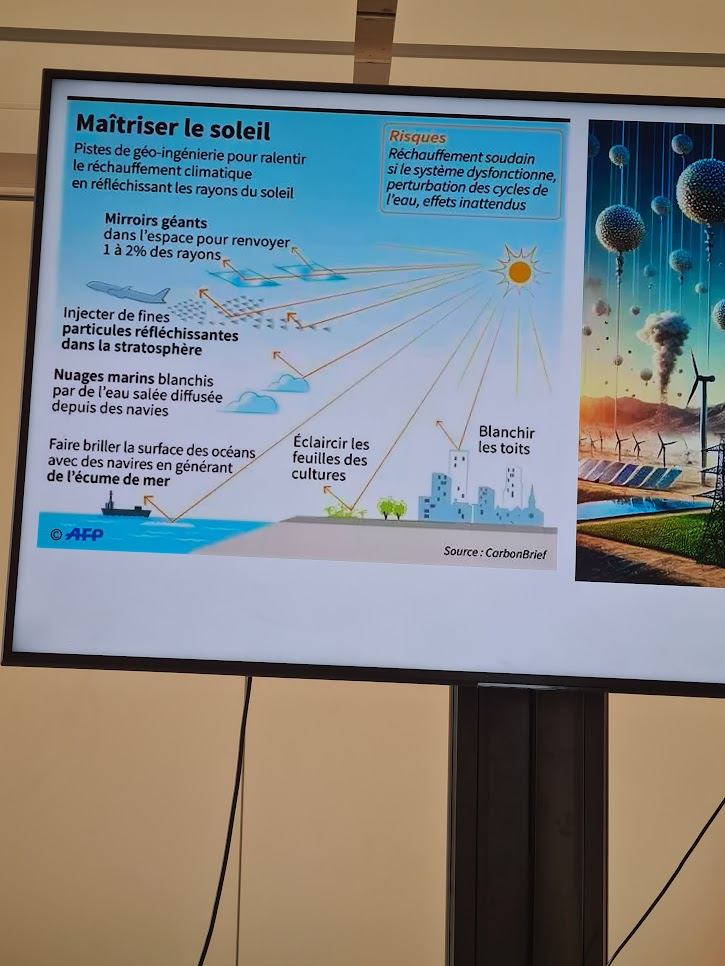 Maîtriser le soleil
Pistes de géo-ingénierie pour ralentir
le réchauffement climatique
en réfléchissant les rayons du soleil
Risques
Réchauffement soudain
si le système dysfonctionne,
perturbation des cycles de
l'eau, effets inattendus
Mirroirs géants
dans l'espace pour renvoyer
1 à 2% des rayons
Injecter de fines
particules réfléchissantes
dans la stratosphère
Nuages marins blanchis
par de l'eau salée diffusée
depuis des navies
Faire briller la surface des océans
avec des navires en générant
de l'écume de mer
Éclaircir les
feuilles des
cultures
Blanchir
les toits
© AFP
Source : CarbonBrief